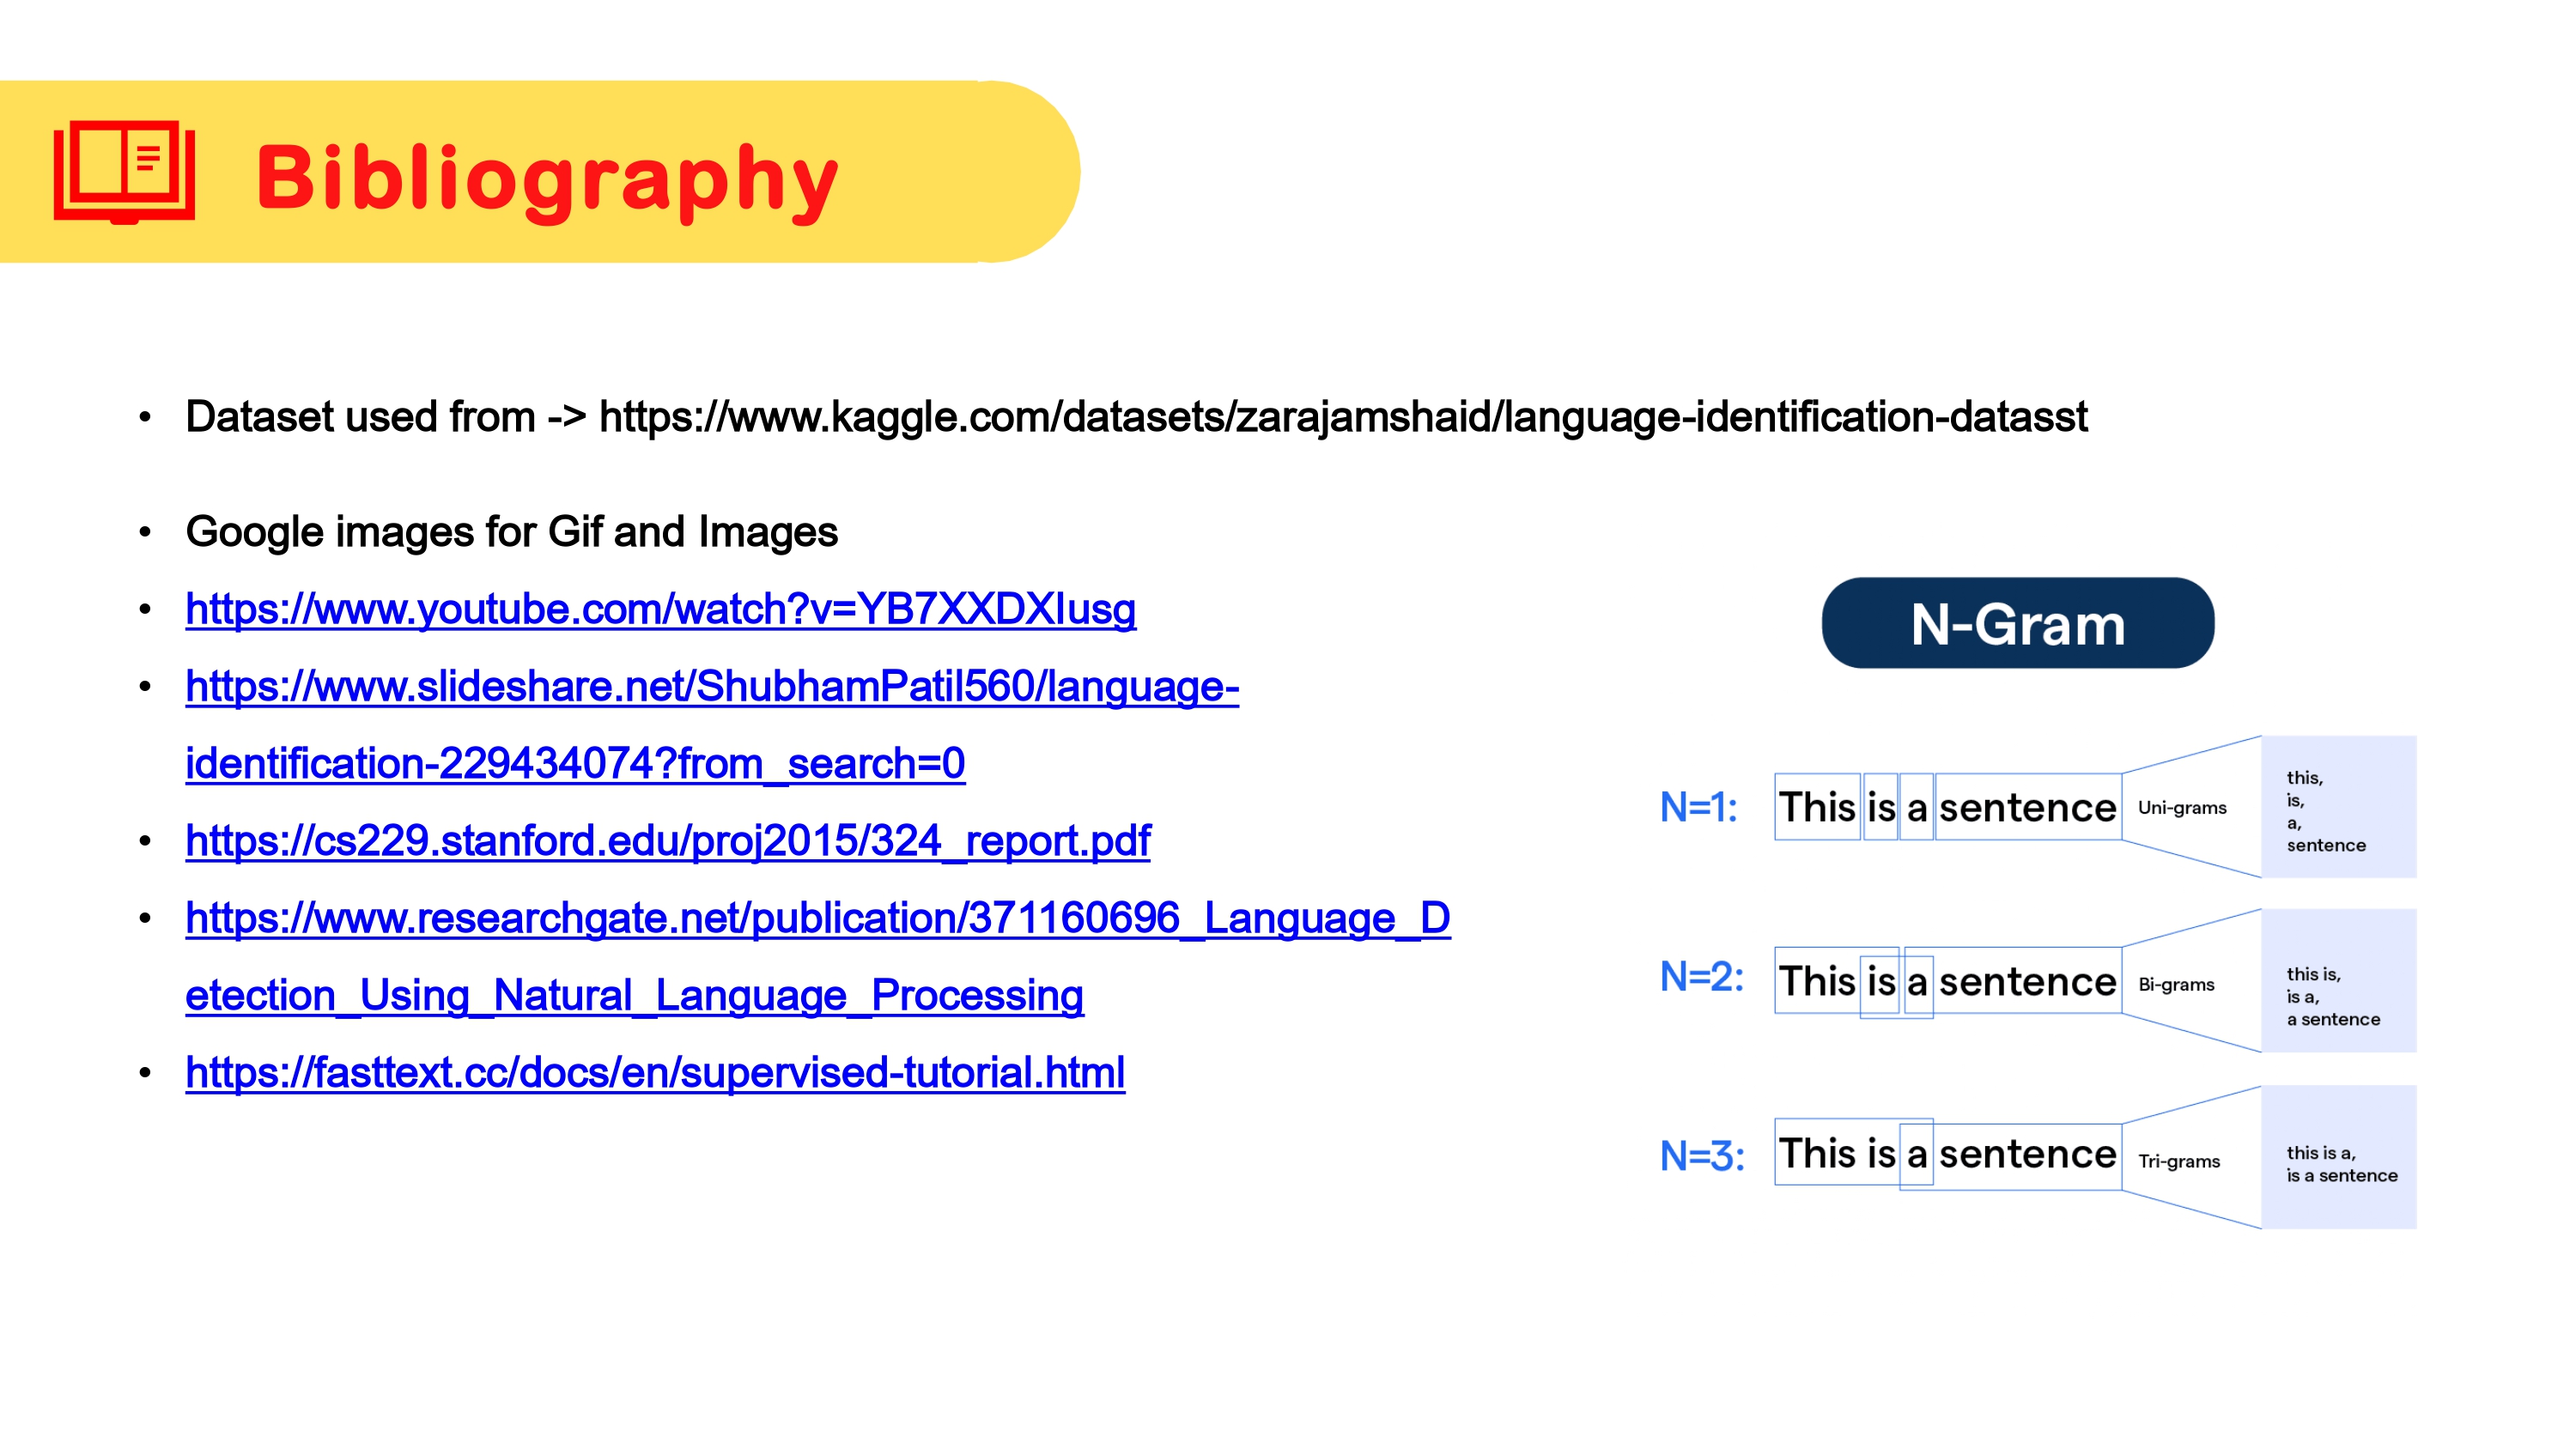 Bibliography
• Dataset used from -> https://www.kaggle.com/datasets/zarajamshaid/language-identification-datasst
• Google images for Gif and Images
• https://www.youtube.com/watch?v=YB7XXDXIusg
• https://www.slideshare.net/ShubhamPatil560/language-
identification-229434074?from_search=0
• https://cs229.stanford.edu/proj2015/324_report.pdf
• https://www.researchgate.net/publication/371160696_Language_D
etection_Using_Natural_Language_Processing
• https://fasttext.cc/docs/en/supervised-tutorial.html
N-Gram
N=1: This is a sentence Uni-grams
this,
is,
a,
sentence
N=2: This is a sentence Bi-grams
this is,
is a,
a sentence
N=3: This is a sentence Tri-grams
this is a,
is a sentence